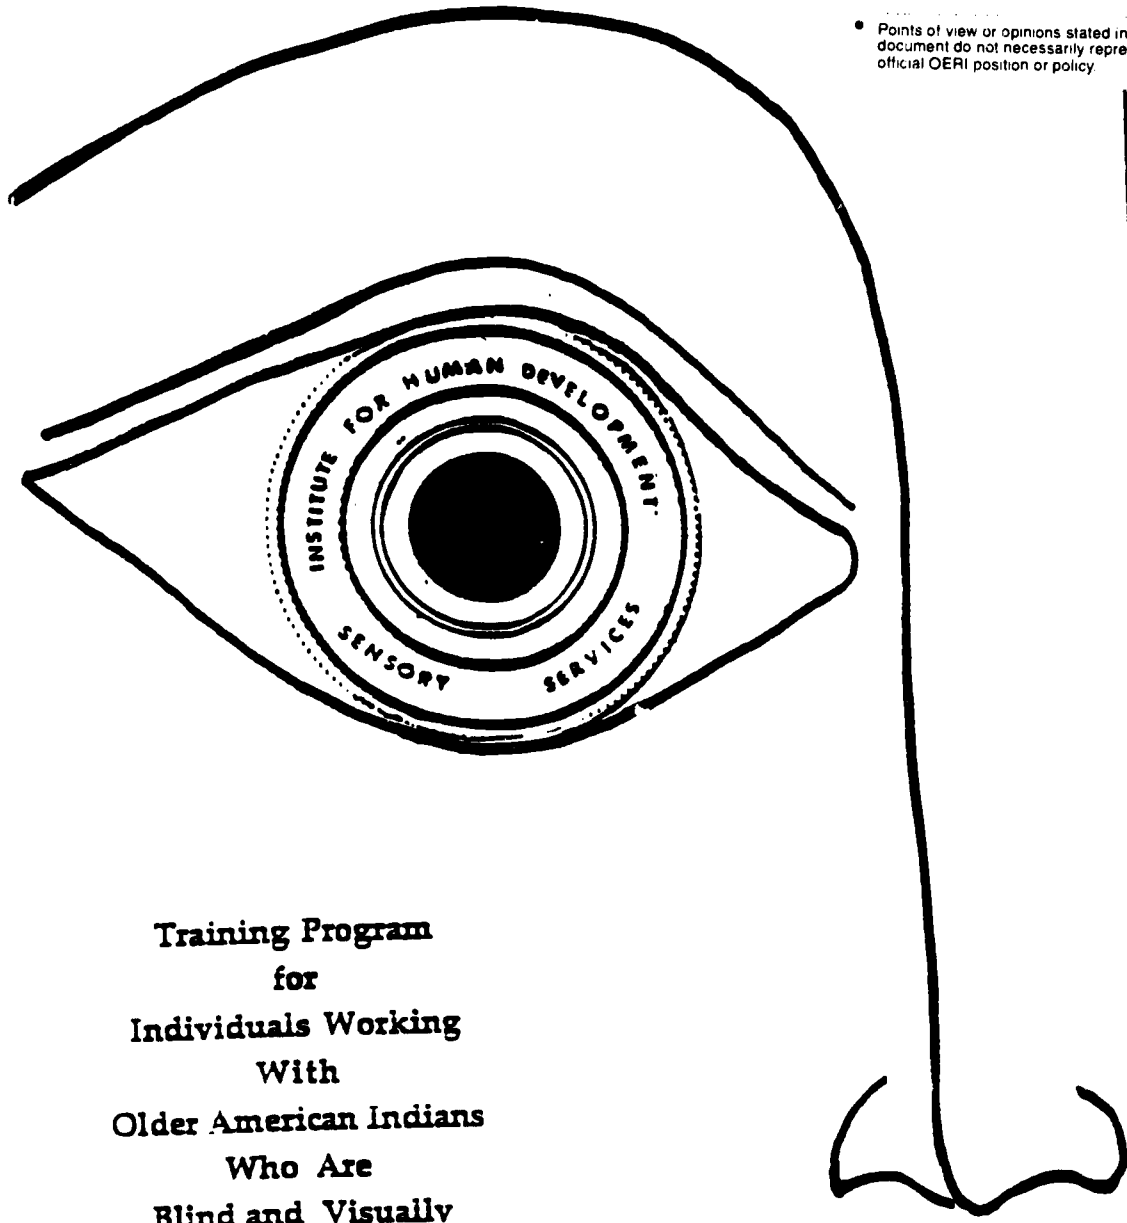 • Points of view or opinions stated in
document do not necessarily repre
official OERI position or policy.
INSTITUTE FOR HUMAN DEVELOPMENT
SENSORY SERVICES
Training Program
for
Individuals Working
With
Older American Indians
Who Are
Blind and Visually